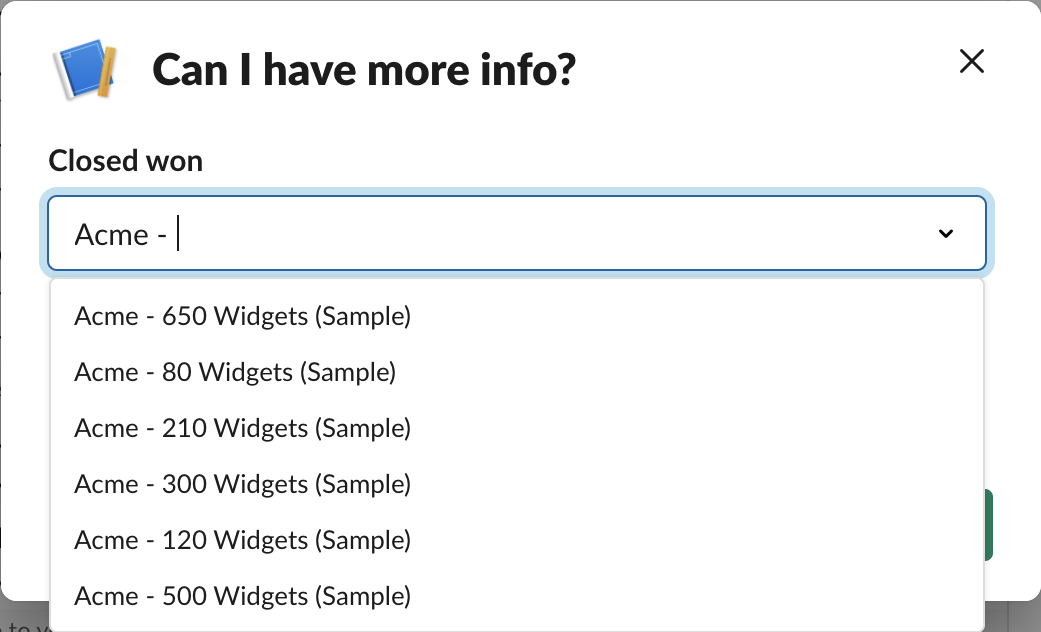 Can I have more info?
Closed won
Acme -
Acme - 650 Widgets (Sample)
Acme - 80 Widgets (Sample)
Acme - 210 Widgets (Sample)
Acme - 300 Widgets (Sample)
Acme - 120 Widgets (Sample)
Acme - 500 Widgets (Sample)